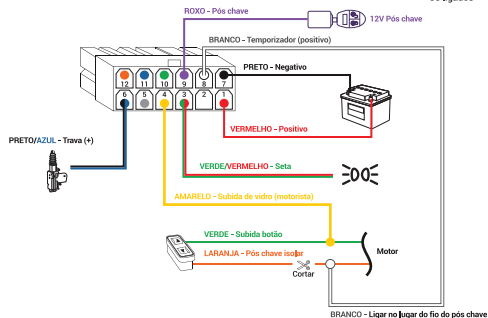 ROXO - Pós chave
12V Pós chave
BRANCO - Temporizador (positivo)
PRETO - Negativo
12 11 10 9 8 7
6 5 4 3 2 1
VERMELHO - Positivo
PRETO/AZUL - Trava (+)
VERDE/VERMELHO - Seta
AMARELO - Subida de vidro (motorista)
VERDE - Subida botão
LARANJA - Pós chave isolar
Motor
Cortar
BRANCO - Ligar no lugar do fio do pós chave